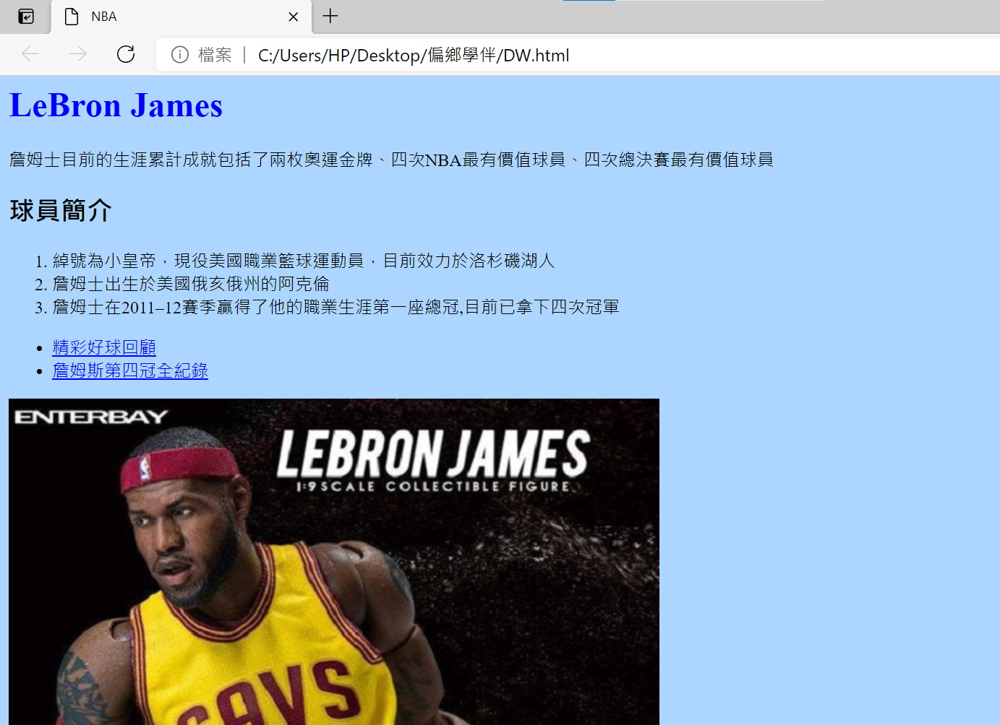 NBA
檔案 | C:/Users/HP/Desktop/偏鄉學伴/DW.html
LeBron James
詹姆士目前的生涯累計成就包括了兩枚奧運金牌、四次NBA最有價值球員、四次總決賽最有價值球員
球員簡介
1. 綽號為小皇帝，現役美國職業籃球運動員，目前效力於洛杉磯湖人
2. 詹姆士出生於美國俄亥俄州的阿克倫
3. 詹姆士在2011–12賽季贏得了他的職業生涯第一座總冠,目前已拿下四次冠軍
• 精彩好球回顧
• 詹姆斯第四冠全紀錄
ENTERBAY
LEBRON JAMES
1:9 SCALE COLLECTIBLE FIGURE
CAVS